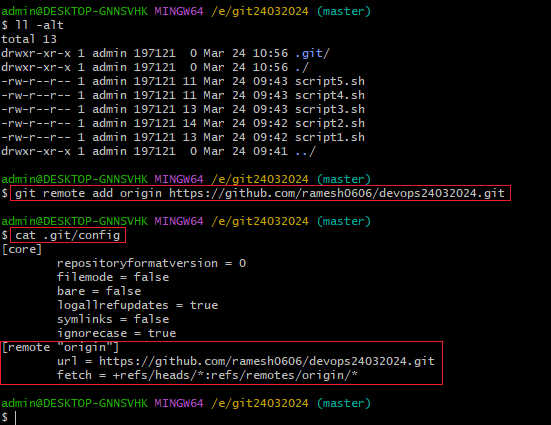 admin@DESKTOP-GNNSVHK MINGW64 /e/git24032024 (master)
$ ll -alt
total 13
drwxr-xr-x 1 admin 197121  0 Mar 24 10:56 .git/
drwxr-xr-x 1 admin 197121  0 Mar 24 10:56 ./
-rw-r--r-- 1 admin 197121 11 Mar 24 09:43 script5.sh
-rw-r--r-- 1 admin 197121 11 Mar 24 09:43 script4.sh
-rwxr-xr-x 1 admin 197121 13 Mar 24 09:43 script3.sh
-rwxr-xr-x 1 admin 197121 14 Mar 24 09:42 script2.sh
-rwxr-xr-x 1 admin 197121 13 Mar 24 09:42 script1.sh
drwxr-xr-x 1 admin 197121  0 Mar 24 09:41 ../
admin@DESKTOP-GNNSVHK MINGW64 /e/git24032024 (master)
$ git remote add origin https://github.com/ramesh0606/devops24032024.git
admin@DESKTOP-GNNSVHK MINGW64 /e/git24032024 (master)
$ cat .git/config
[core]
        repositoryformatversion = 0
        filemode = false
        bare = false
        logallrefupdates = true
        symlinks = false
        ignorecase = true
[remote "origin"]
        url = https://github.com/ramesh0606/devops24032024.git
        fetch = +refs/heads/*:refs/remotes/origin/*
admin@DESKTOP-GNNSVHK MINGW64 /e/git24032024 (master)
$